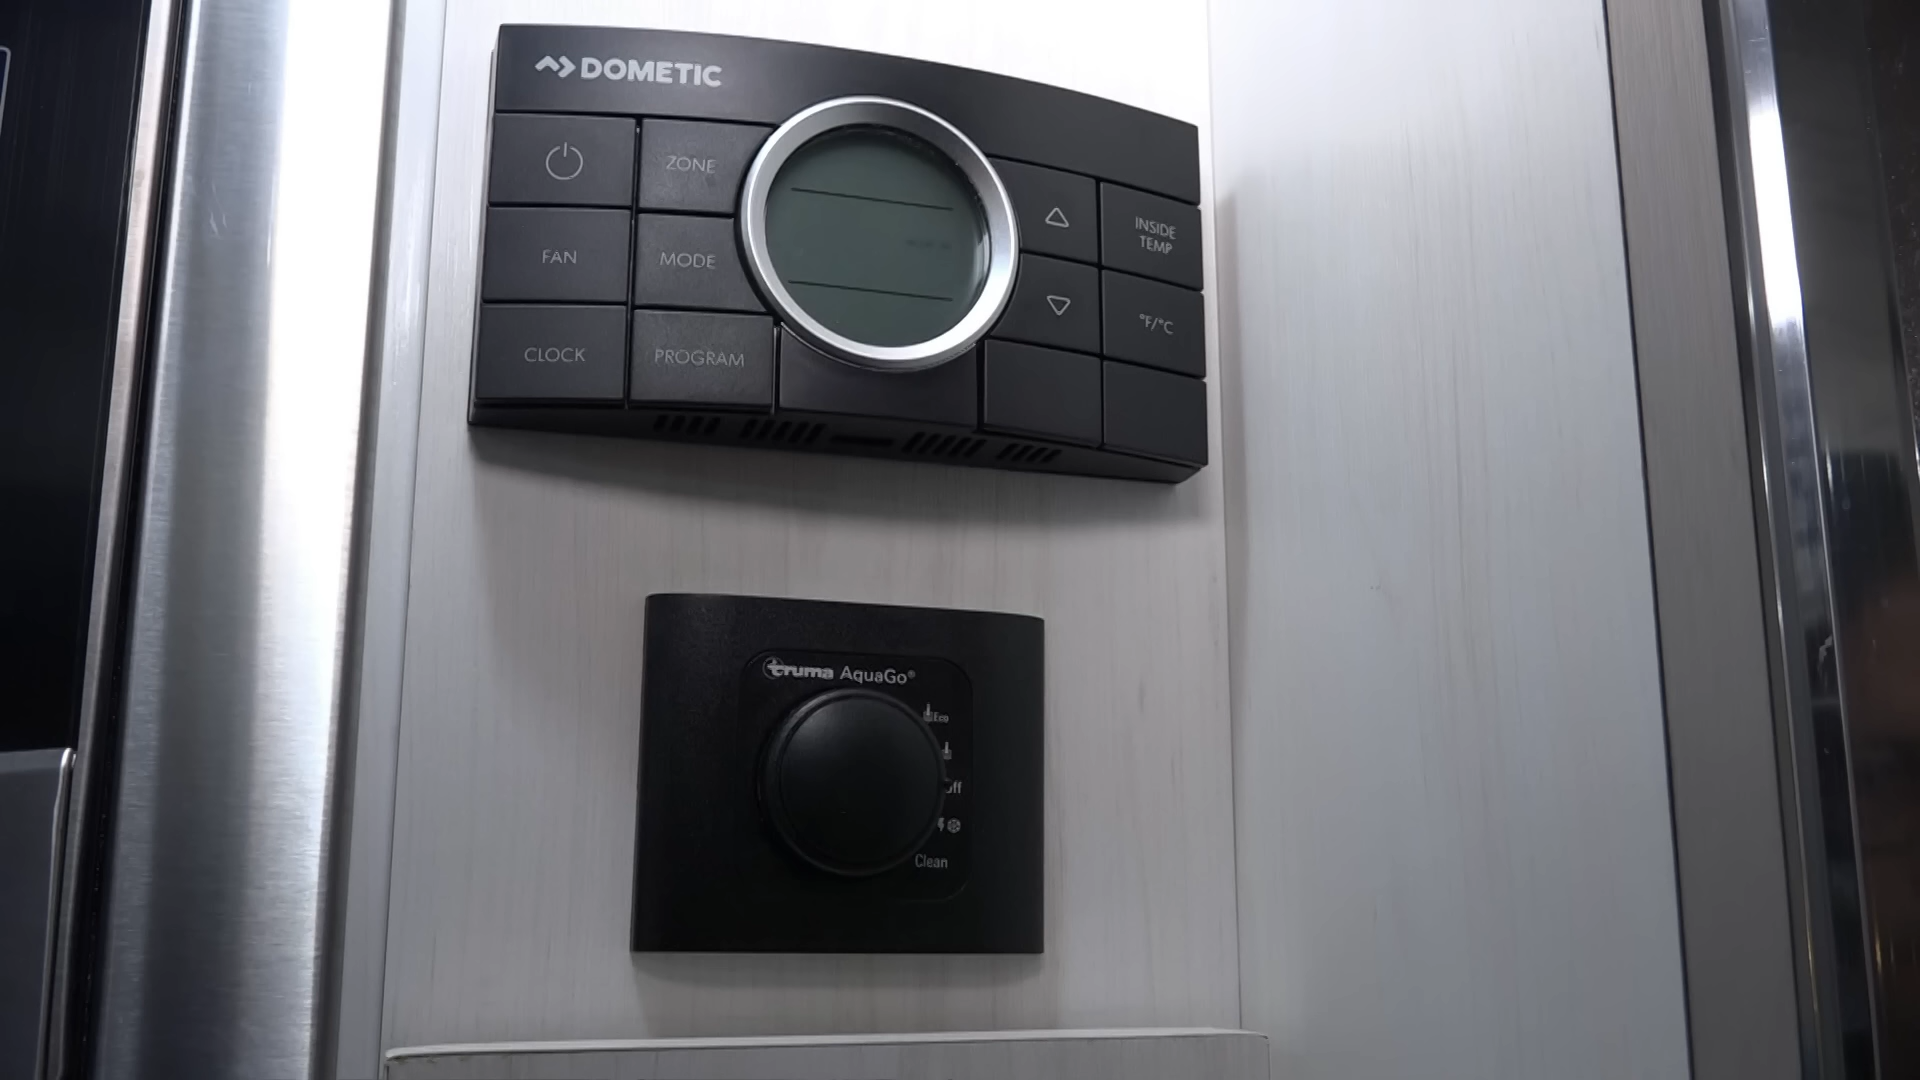 DOMETIC
ZONE
INSIDE
TEMP
FAN
MODE
°F/°C
CLOCK
PROGRAM
truma AquaGo®
Eco
Off
Clean